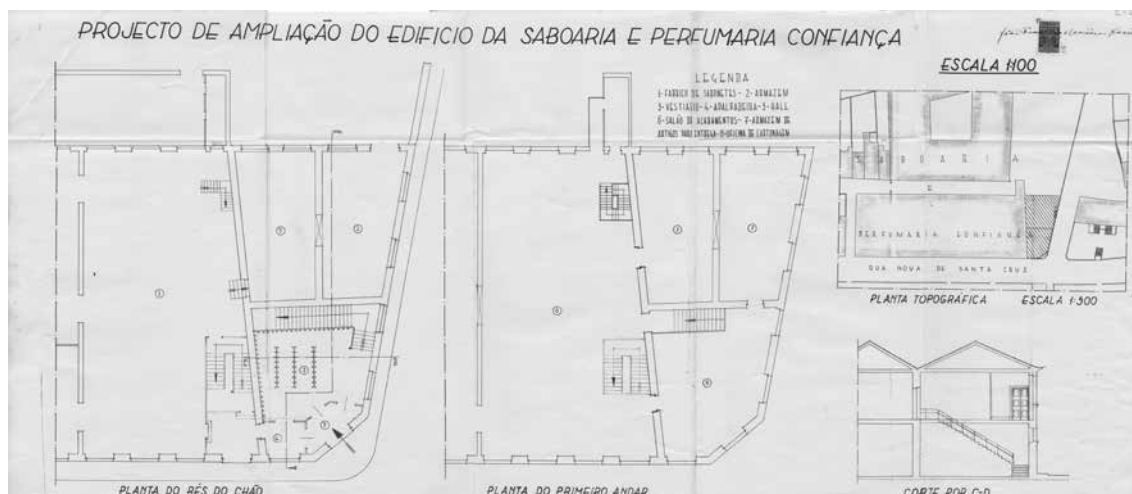 PROJECTO DE AMPLIAÇÃO DO EDIFICIO DA SABOARIA E PERFUMARIA CONFIANÇA
ESCALA 1:100
LEGENDA
1-FABRICO DE SABONETES-2-ARMAZEM
3-VESTIARIO-4-APALPADEIRA-5-HALL
6-SALÃO DE ACABAMENTOS-7-ARMAZEM DE
ARTIGOS PARA ENTREGA-8-OFICINA DE CARTONAGEM
SABOARIA
E
PERFUMARIA CONFIANÇA
RUA NOVA DE SANTA CRUZ
PLANTA TOPOGRÁFICA ESCALA 1:500
PLANTA DO RÉS DO CHÃO
PLANTA DO PRIMEIRO ANDAR
CORTE POR C-D